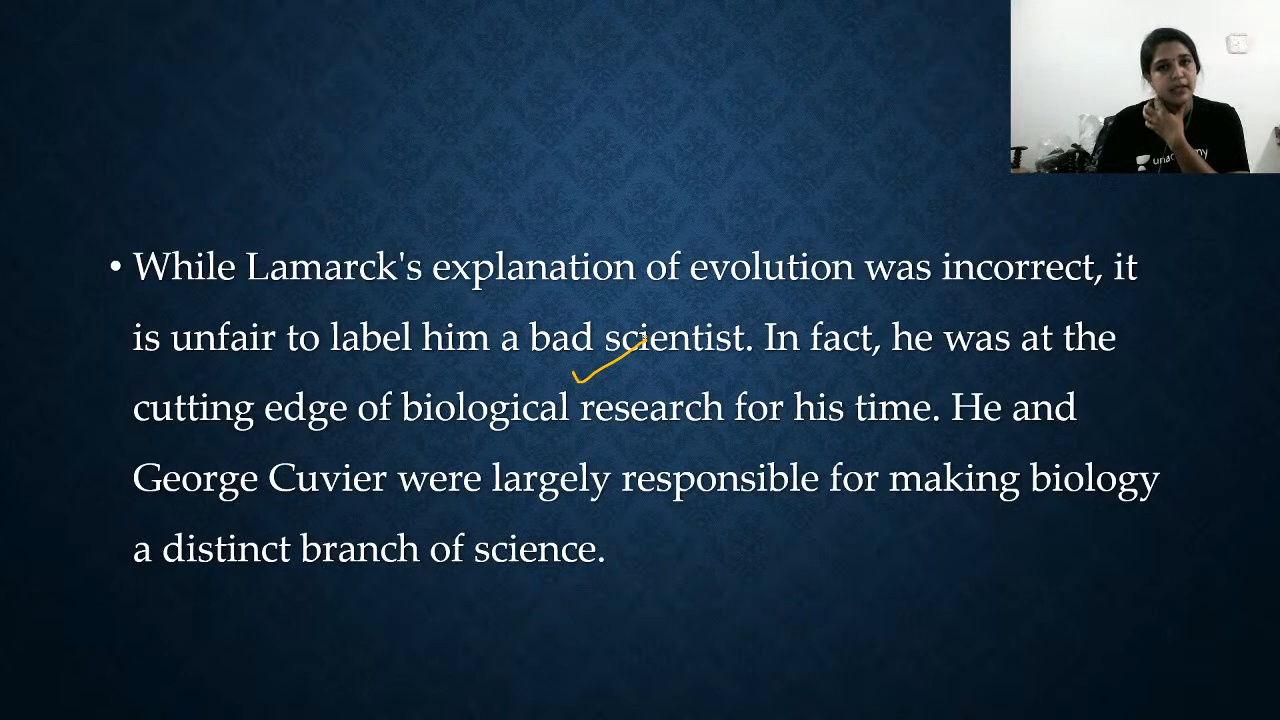 unacademy
• While Lamarck's explanation of evolution was incorrect, it
is unfair to label him a bad scientist. In fact, he was at the
cutting edge of biological research for his time. He and
George Cuvier were largely responsible for making biology
a distinct branch of science.